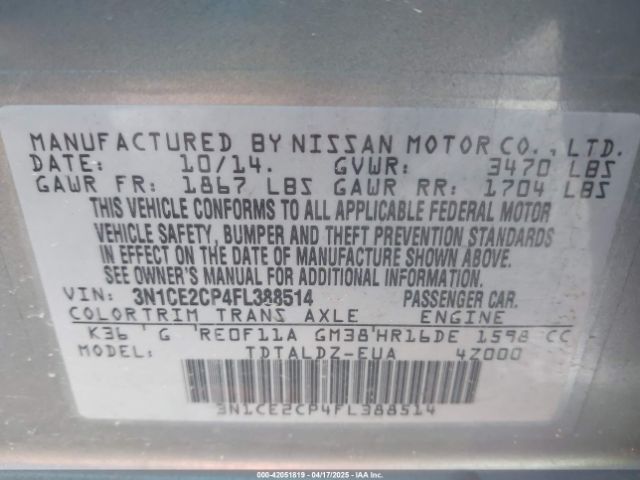 MANUFACTURED BY NISSAN MOTOR CO., LTD.
DATE: 10/14. GVWR: 3470 LBS
GAWR FR: 1867 LBS GAWR RR: 1704 LBS
THIS VEHICLE CONFORMS TO ALL APPLICABLE FEDERAL MOTOR
VEHICLE SAFETY, BUMPER AND THEFT PREVENTION STANDARDS
IN EFFECT ON THE DATE OF MANUFACTURE SHOWN ABOVE.
SEE OWNER'S MANUAL FOR ADDITIONAL INFORMATION.
VIN: 3N1CE2CP4FL388514 PASSENGER CAR.
COLOR TRIM TRANS AXLE ENGINE
K36 G RE0F11A GM38 HR16DE 1598 CC
MODEL: TDTALDZ-EUA 4Z000
3N1CE2CP4FL388514
000-42051819 - 04/17/2025 - IAA Inc.